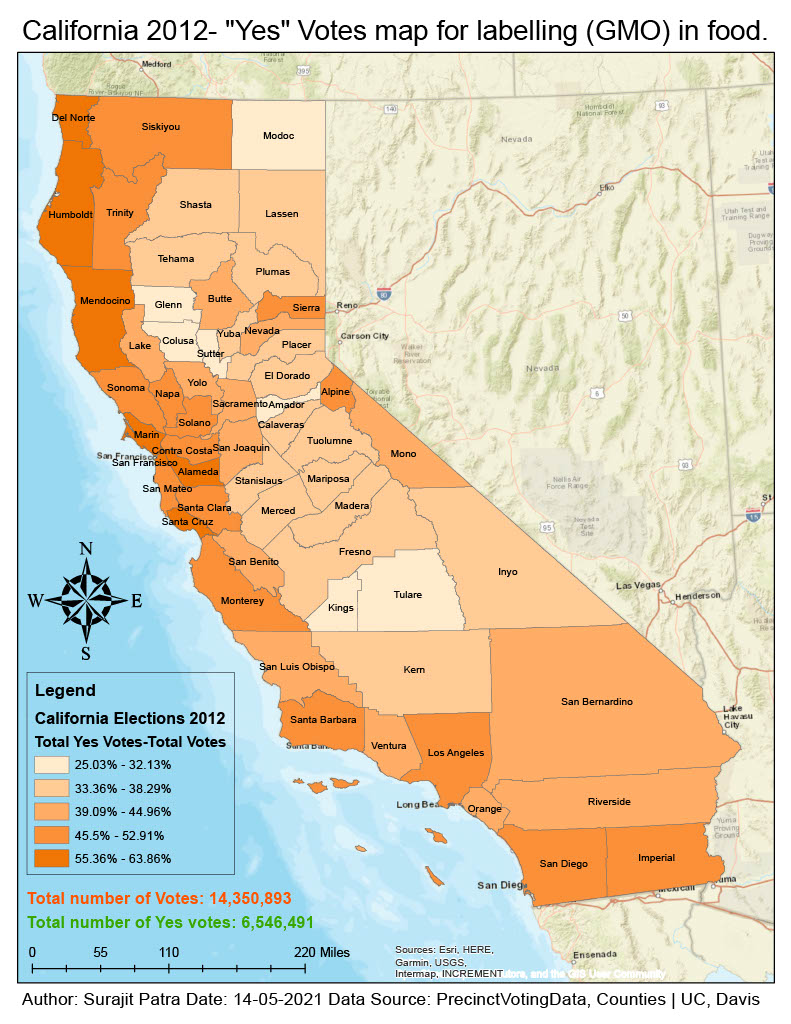 California 2012- "Yes" Votes map for labelling (GMO) in food.
Medford
Del Norte
Siskiyou
Modoc
Humboldt
Trinity
Shasta
Lassen
Tehama
Plumas
Mendocino
Glenn
Butte
Sierra
Lake
Colusa
Sutter
Yuba
Nevada
Placer
Sonoma
Napa
Yolo
El Dorado
Alpine
Sacramento
Amador
Solano
Calaveras
Marin
Contra Costa
San Joaquin
Tuolumne
Mono
San Francisco
San Francisco
Alameda
Stanislaus
Mariposa
San Mateo
Santa Clara
Merced
Madera
Santa Cruz
San Benito
Fresno
Inyo
Monterey
Kings
Tulare
San Luis Obispo
Kern
San Bernardino
Santa Barbara
Ventura
Los Angeles
Orange
Riverside
San Diego
Imperial
Nevada
Humboldt
National Forest
Elko
Utah Test and
Training Range
Reno
Carson City
Walker
River
Reservation
Nevada
Nellis Air
Force Range
Nevada
Test
Site
Las Vegas
Henderson
Lake
Havasu
City
Yuma
Proving
Ground
Mexicali
Ensenada
395
140
93
80
50
6
93
95
15
N
W
E
S
Legend
California Elections 2012
Total Yes Votes-Total Votes
25.03% - 32.13%
33.36% - 38.29%
39.09% - 44.96%
45.5% - 52.91%
55.36% - 63.86%
Total number of Votes: 14,350,893
Total number of Yes votes: 6,546,491
0 55 110 220 Miles
Sources: Esri, HERE,
Garmin, USGS,
Intermap, INCREMENT
and the GIS User Community
Author: Surajit Patra Date: 14-05-2021 Data Source: PrecinctVotingData, Counties | UC, Davis